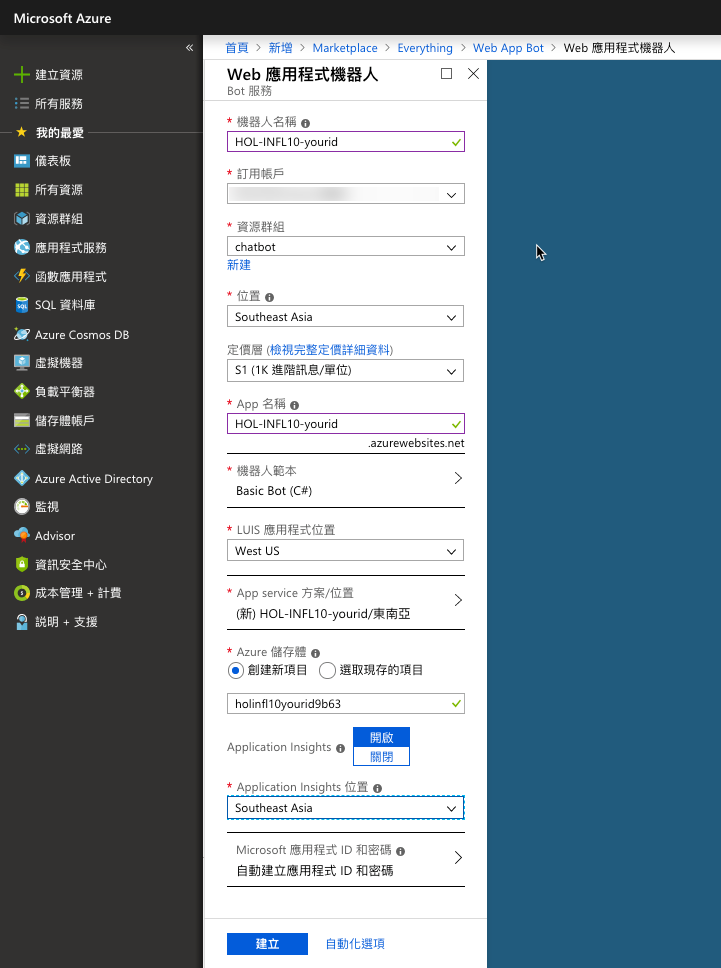 Microsoft Azure
«
建立資源
所有服務
我的最愛
儀表板
所有資源
資源群組
應用程式服務
函數應用程式
SQL 資料庫
Azure Cosmos DB
虛擬機器
負載平衡器
儲存體帳戶
虛擬網路
Azure Active Directory
監視
Advisor
資訊安全中心
成本管理 + 計費
說明 + 支援
首頁 > 新增 > Marketplace > Everything > Web App Bot > Web 應用程式機器人
Web 應用程式機器人
Bot 服務
* 機器人名稱
HOL-INFL10-yourid
* 訂用帳戶
* 資源群組
chatbot
新建
* 位置
Southeast Asia
定價層 (檢視完整定價詳細資料)
S1 (1K 進階訊息/單位)
* App 名稱
HOL-INFL10-yourid
.azurewebsites.net
* 機器人範本
Basic Bot (C#)
* LUIS 應用程式位置
West US
* App service 方案/位置
(新) HOL-INFL10-yourid/東南亞
* Azure 儲存體
創建新項目 選取現存的項目
holinfl10yourid9b63
Application Insights 開啟
關閉
* Application Insights 位置
Southeast Asia
Microsoft 應用程式 ID 和密碼
自動建立應用程式 ID 和密碼
建立 自動化選項